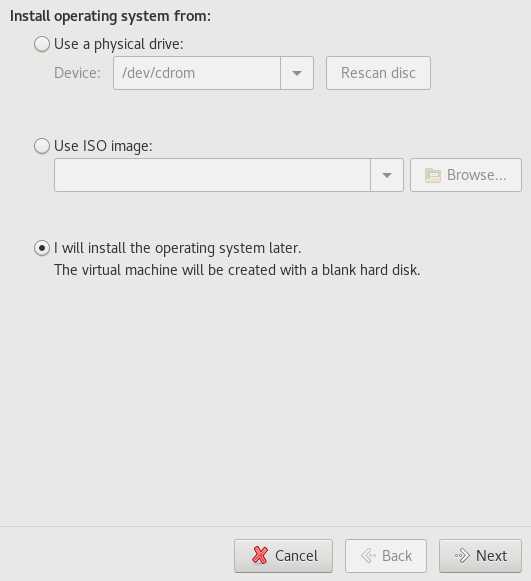 Install operating system from:
Use a physical drive:
Device: /dev/cdrom Rescan disc
Use ISO image:
Browse...
I will install the operating system later.
The virtual machine will be created with a blank hard disk.
Cancel Back Next